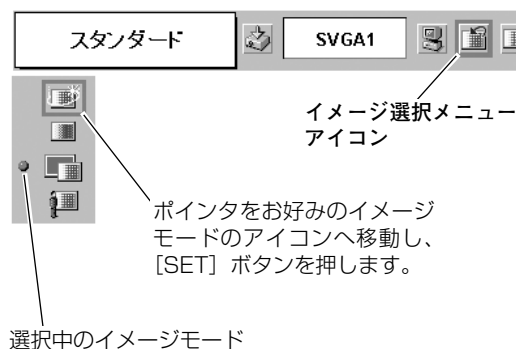 スタンダード
SVGA1
イメージ選択メニュー
アイコン
ポインタをお好みのイメージ
モードのアイコンへ移動し、
［SET］ボタンを押します。
選択中のイメージモード